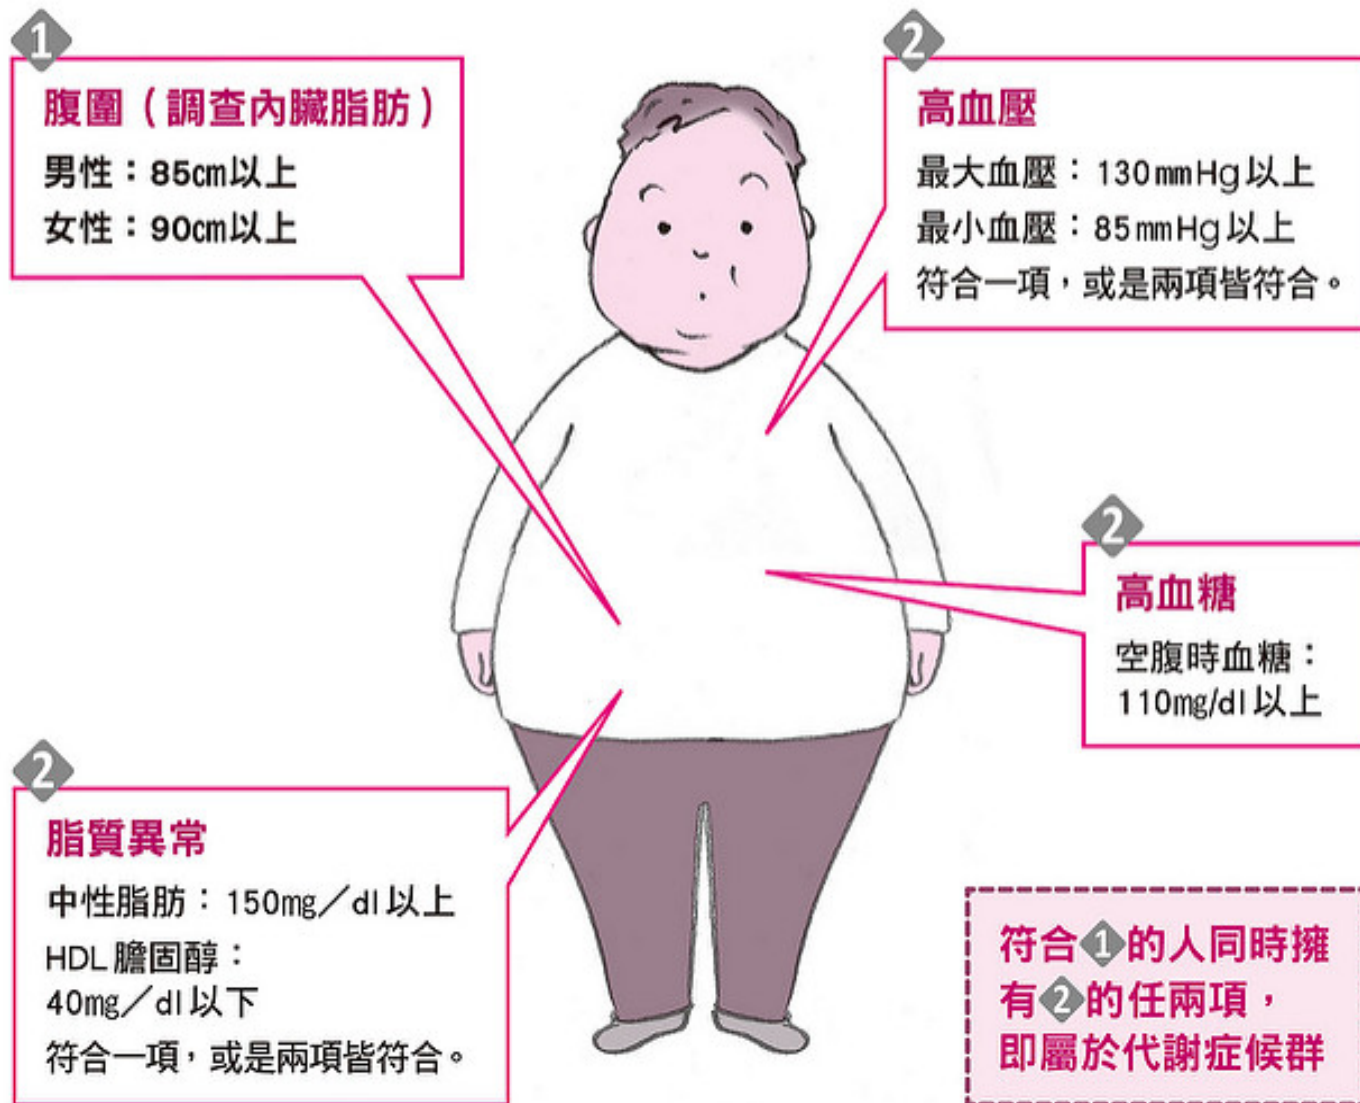 1
腹圍（調查內臟脂肪）
男性：85cm以上
女性：90cm以上
2
高血壓
最大血壓：130mmHg以上
最小血壓：85mmHg以上
符合一項，或是兩項皆符合。
2
高血糖
空腹時血糖：
110mg/dl以上
2
脂質異常
中性脂肪：150mg／dl以上
HDL膽固醇：
40mg／dl以下
符合一項，或是兩項皆符合。
符合1的人同時擁
有2的任兩項，
即屬於代謝症候群